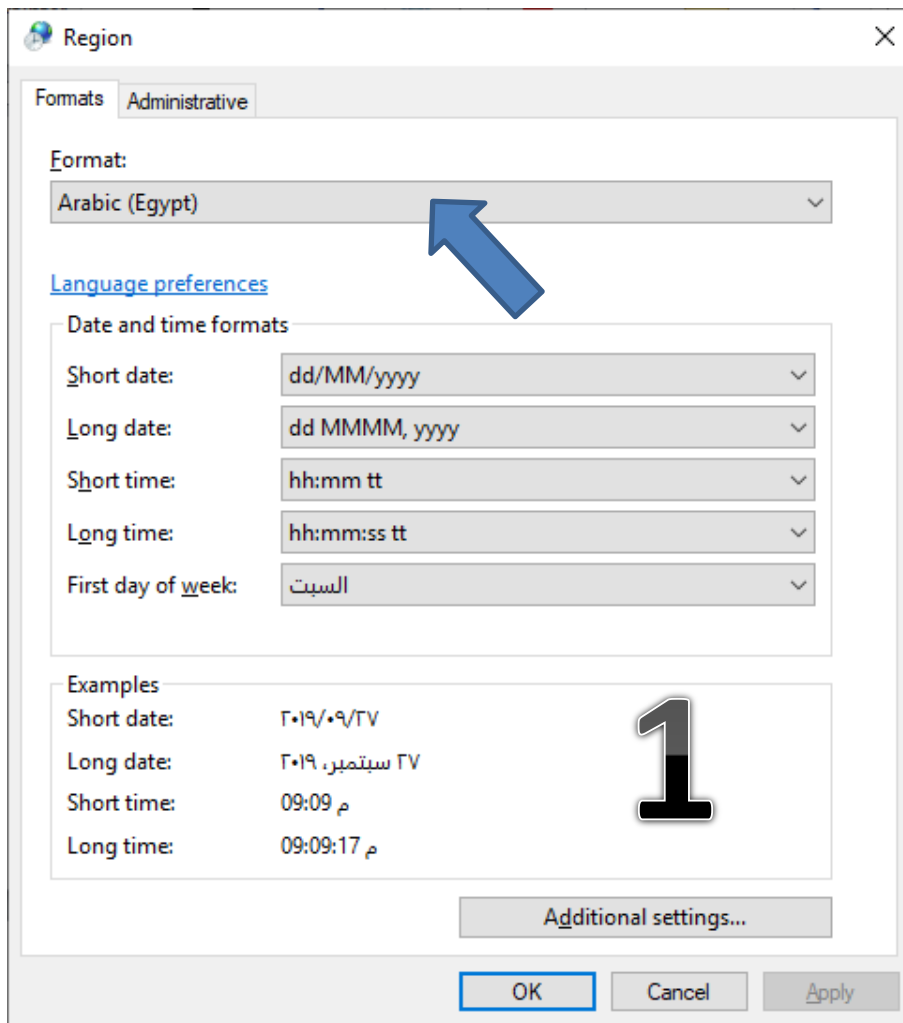 Region
Formats Administrative
Format:
Arabic (Egypt)
Language preferences
Date and time formats
Short date: dd/MM/yyyy
Long date: dd MMMM, yyyy
Short time: hh:mm tt
Long time: hh:mm:ss tt
First day of week: السبت
Examples
Short date: ٢٠١٩/٠٩/٢٧
Long date: ٢٧ سبتمبر، ٢٠١٩
Short time: 09:09 م
Long time: 09:09:17 م
1
Additional settings...
OK Cancel Apply